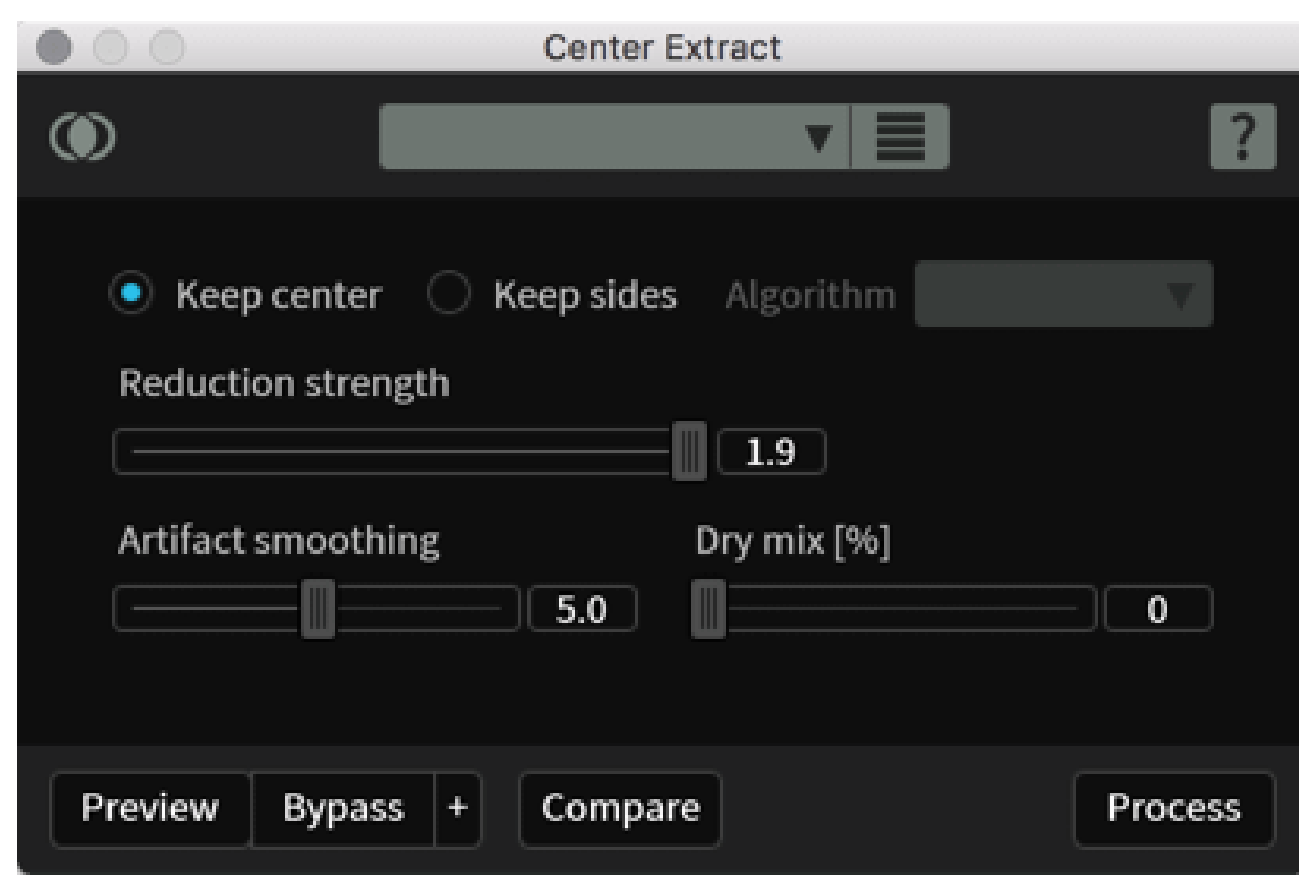 Center Extract
?
Keep center Keep sides Algorithm
Reduction strength
1.9
Artifact smoothing Dry mix [%]
5.0 0
Preview Bypass + Compare Process